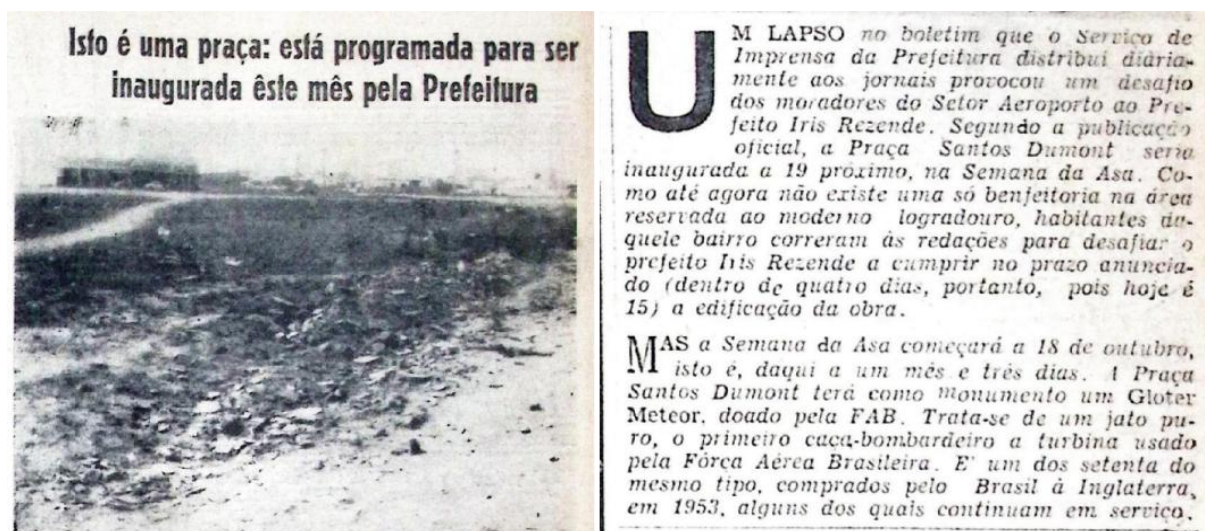 Isto é uma praça: está programada para ser
inaugurada êste mês pela Prefeitura
UM LAPSO no boletim que o Serviço de
Imprensa da Prefeitura distribui diària-
mente aos jornais provocou um desafio
dos moradores do Setor Aeroporto ao Pre-
feito Iris Rezende. Segundo a publicação
oficial, a Praça Santos Dumont seria
inaugurada a 19 próximo, na Semana da Asa. Co-
mo até agora não existe uma só benfeitoria na área
reservada ao moderno logradouro, habitantes da-
quele bairro correram às redações para desafiar o
prefeito Iris Rezende a cumprir no prazo anuncia-
do (dentro de quatro dias, portanto, pois hoje é
15) a edificação da obra.
MAS a Semana da Asa começará a 18 de outubro,
isto é, daqui a um mês e três dias. A Praça
Santos Dumont terá como monumento um Gloter
Meteor, doado pela FAB. Trata-se de um jato pu-
ro, o primeiro caça-bombardeiro a turbina usado
pela Fôrça Aérea Brasileira. E' um dos setenta do
mesmo tipo, comprados pelo Brasil à Inglaterra,
em 1953, alguns dos quais continuam em serviço.